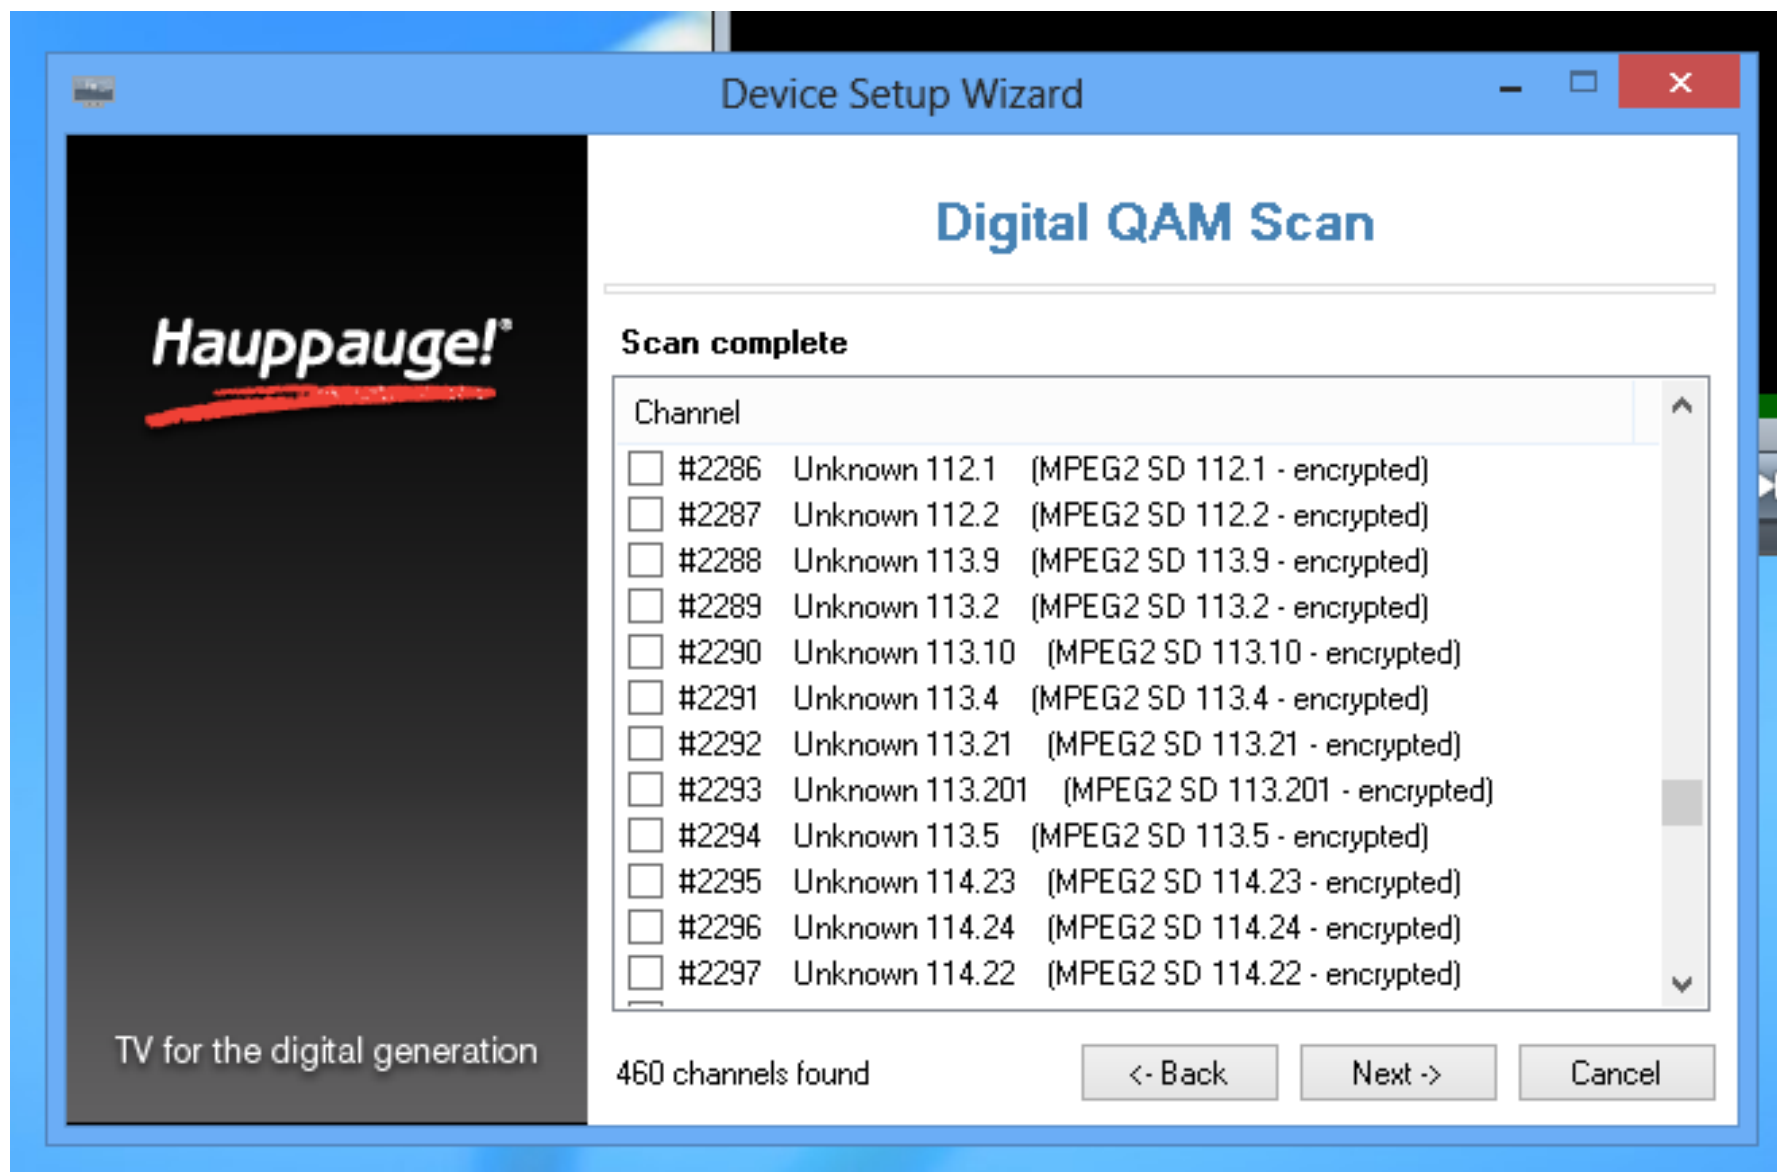 Device Setup Wizard
Hauppauge!®
TV for the digital generation
Digital QAM Scan
Scan complete
Channel
#2286 Unknown 112.1 (MPEG2 SD 112.1 - encrypted)
#2287 Unknown 112.2 (MPEG2 SD 112.2 - encrypted)
#2288 Unknown 113.9 (MPEG2 SD 113.9 - encrypted)
#2289 Unknown 113.2 (MPEG2 SD 113.2 - encrypted)
#2290 Unknown 113.10 (MPEG2 SD 113.10 - encrypted)
#2291 Unknown 113.4 (MPEG2 SD 113.4 - encrypted)
#2292 Unknown 113.21 (MPEG2 SD 113.21 - encrypted)
#2293 Unknown 113.201 (MPEG2 SD 113.201 - encrypted)
#2294 Unknown 113.5 (MPEG2 SD 113.5 - encrypted)
#2295 Unknown 114.23 (MPEG2 SD 114.23 - encrypted)
#2296 Unknown 114.24 (MPEG2 SD 114.24 - encrypted)
#2297 Unknown 114.22 (MPEG2 SD 114.22 - encrypted)
460 channels found
<- Back
Next ->
Cancel